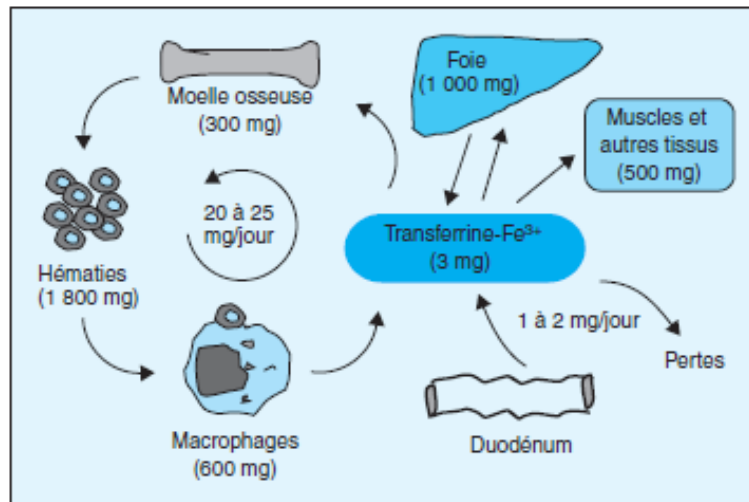 Moelle osseuse
(300 mg)
Foie
(1 000 mg)
Muscles et
autres tissus
(500 mg)
20 à 25
mg/jour
Transferrine-Fe³⁺
(3 mg)
Hématies
(1 800 mg)
1 à 2 mg/jour
Pertes
Macrophages
(600 mg)
Duodénum